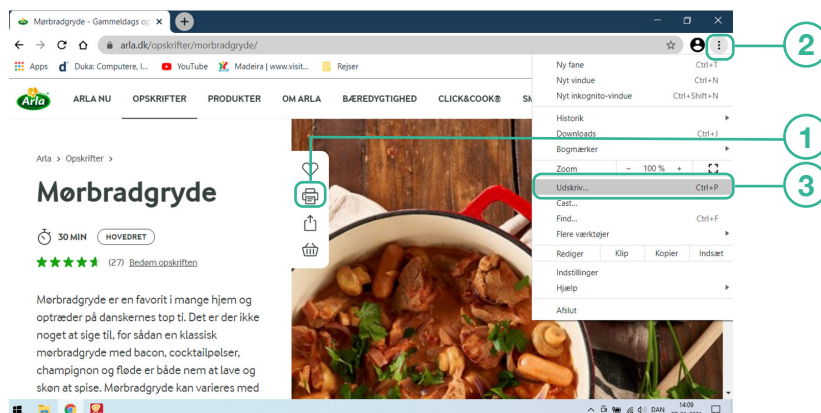 Mørbradgryde - Gammeldags op
arla.dk/opskrifter/morbradgryde/
Apps
Duka: Computere, I...
YouTube
Madeira | www.visit...
Rejser
Arla
ARLA NU
OPSKRIFTER
PRODUKTER
OM ARLA
BÆREDYGTIGHED
CLICK&COOK®
Arla > Opskrifter >
Mørbradgryde
30 MIN
HOVEDRET
(27) Bedøm opskriften
Mørbradgryde er en favorit i mange hjem og
optræder på danskernes top ti. Det er der ikke
noget at sige til, for sådan en klassisk
mørbradgryde med bacon, cocktailpølser,
champignon og fløde er både nem at lave og
skøn at spise. Mørbradgryde kan varieres med
Ny fane Ctrl+T
Nyt vindue Ctrl+N
Nyt inkognito-vindue Ctrl+Shift+N
Historik
Downloads Ctrl+J
Bogmærker
Zoom - 100 % +
Udskriv... Ctrl+P
Cast...
Find... Ctrl+F
Flere værktøjer
Rediger Klip Kopier Indsæt
Indstillinger
Hjælp
Afslut
2
1
3
DAN
14:09